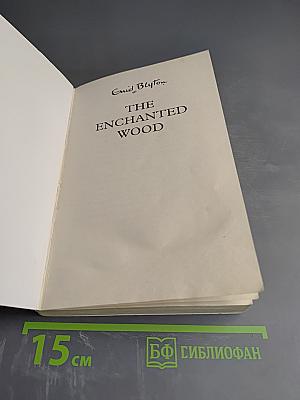 Enid Blyton
THE
ENCHANTED
WOOD
15 см
БФ БИБЛИОФАН